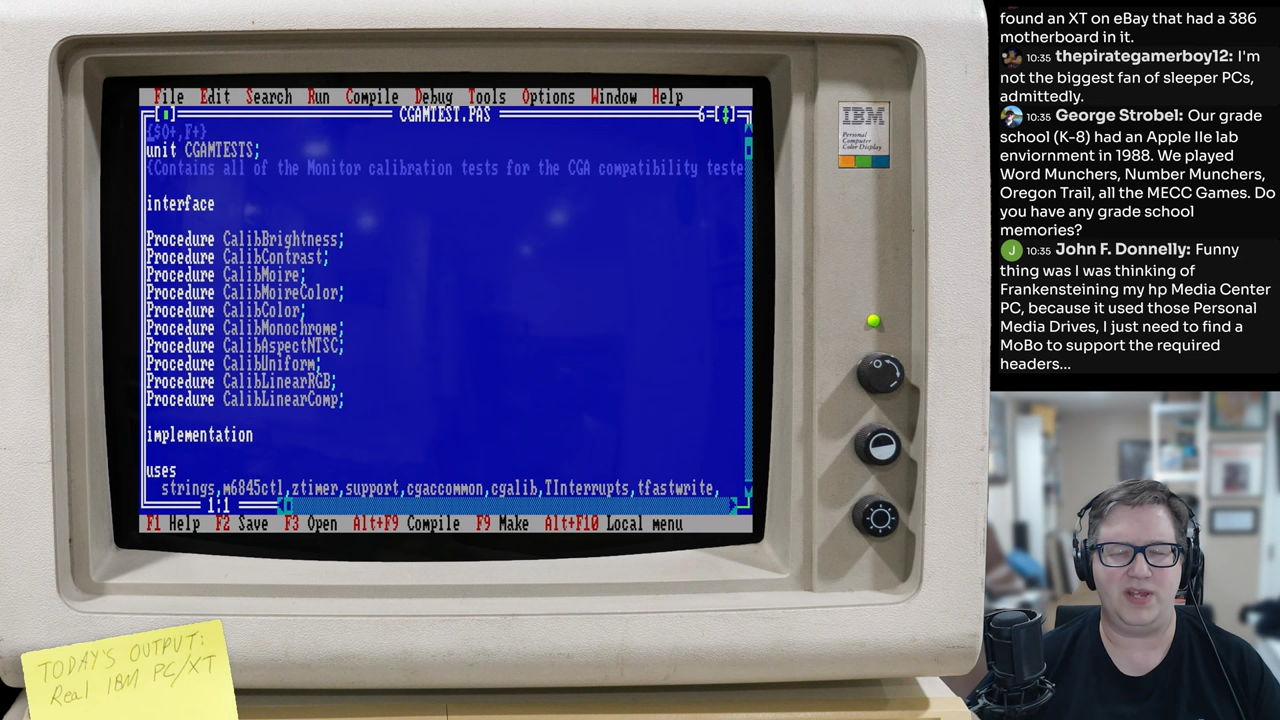 File Edit Search Run Compile Debug Tools Options Window Help
CGAMTEST.PAS 6
{$O+,F+}
unit CGAMTESTS;
{Contains all of the Monitor calibration tests for the CGA compatibility teste
interface
Procedure CalibBrightness;
Procedure CalibContrast;
Procedure CalibMoire;
Procedure CalibMoireColor;
Procedure CalibColor;
Procedure CalibMonochrome;
Procedure CalibAspectNTSC;
Procedure CalibUniform;
Procedure CalibLinearRGB;
Procedure CalibLinearComp;
implementation
uses
strings,m6845ctl,ztimer,support,cgaccommon,cgalib,TInterrupts,tfastwrite,
1:1
F1 Help F2 Save F3 Open Alt+F9 Compile F9 Make Alt+F10 Local menu
IBM
Personal
Computer
Color Display
TODAY'S OUTPUT:
Real IBM PC/XT
found an XT on eBay that had a 386
motherboard in it.
10:35 thepirategamerboy12: I'm
not the biggest fan of sleeper PCs,
admittedly.
10:35 George Strobel: Our grade
school (K-8) had an Apple IIe lab
enviornment in 1988. We played
Word Munchers, Number Munchers,
Oregon Trail, all the MECC Games. Do
you have any grade school
memories?
J 10:35 John F. Donnelly: Funny
thing was I was thinking of
Frankensteining my hp Media Center
PC, because it used those Personal
Media Drives, I just need to find a
MoBo to support the required
headers...